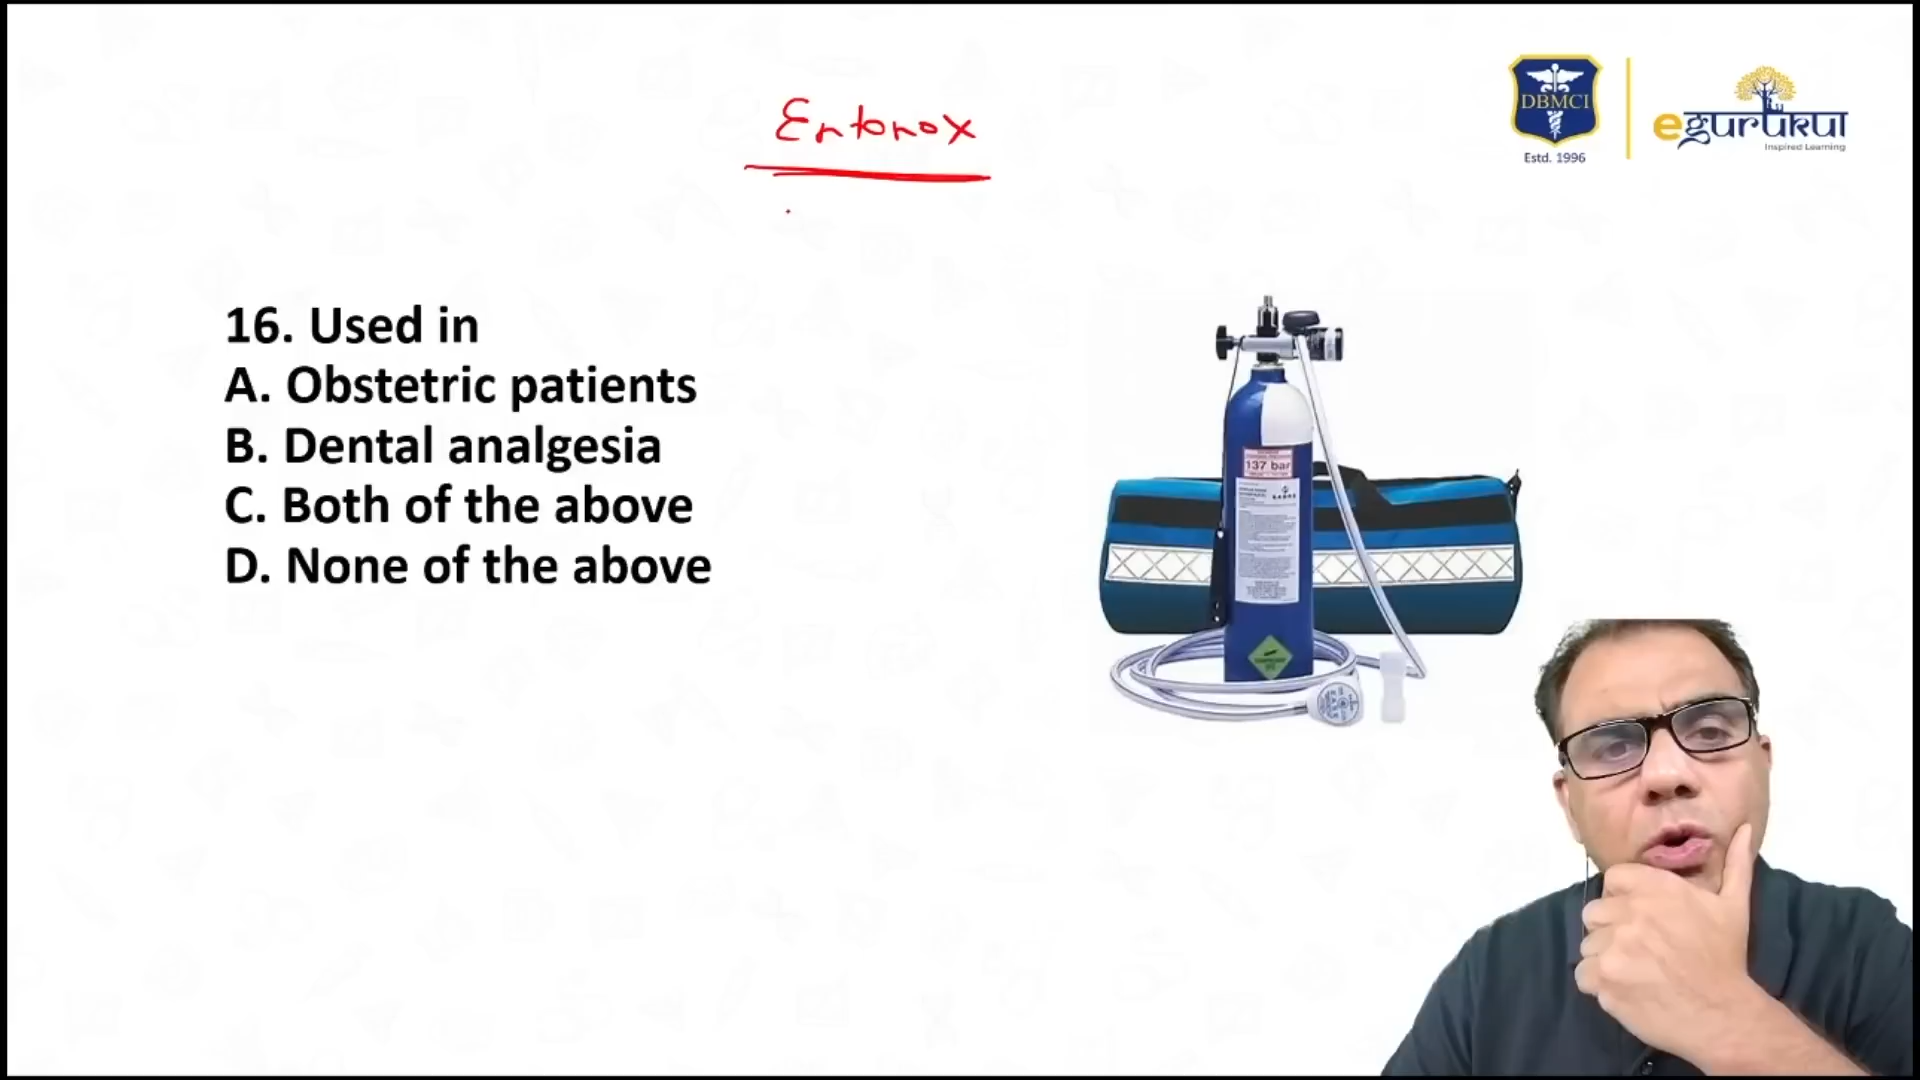 Entonox
DBMCI
Estd. 1996
egurukul
Inspired Learning
16. Used in
A. Obstetric patients
B. Dental analgesia
C. Both of the above
D. None of the above
137 bar